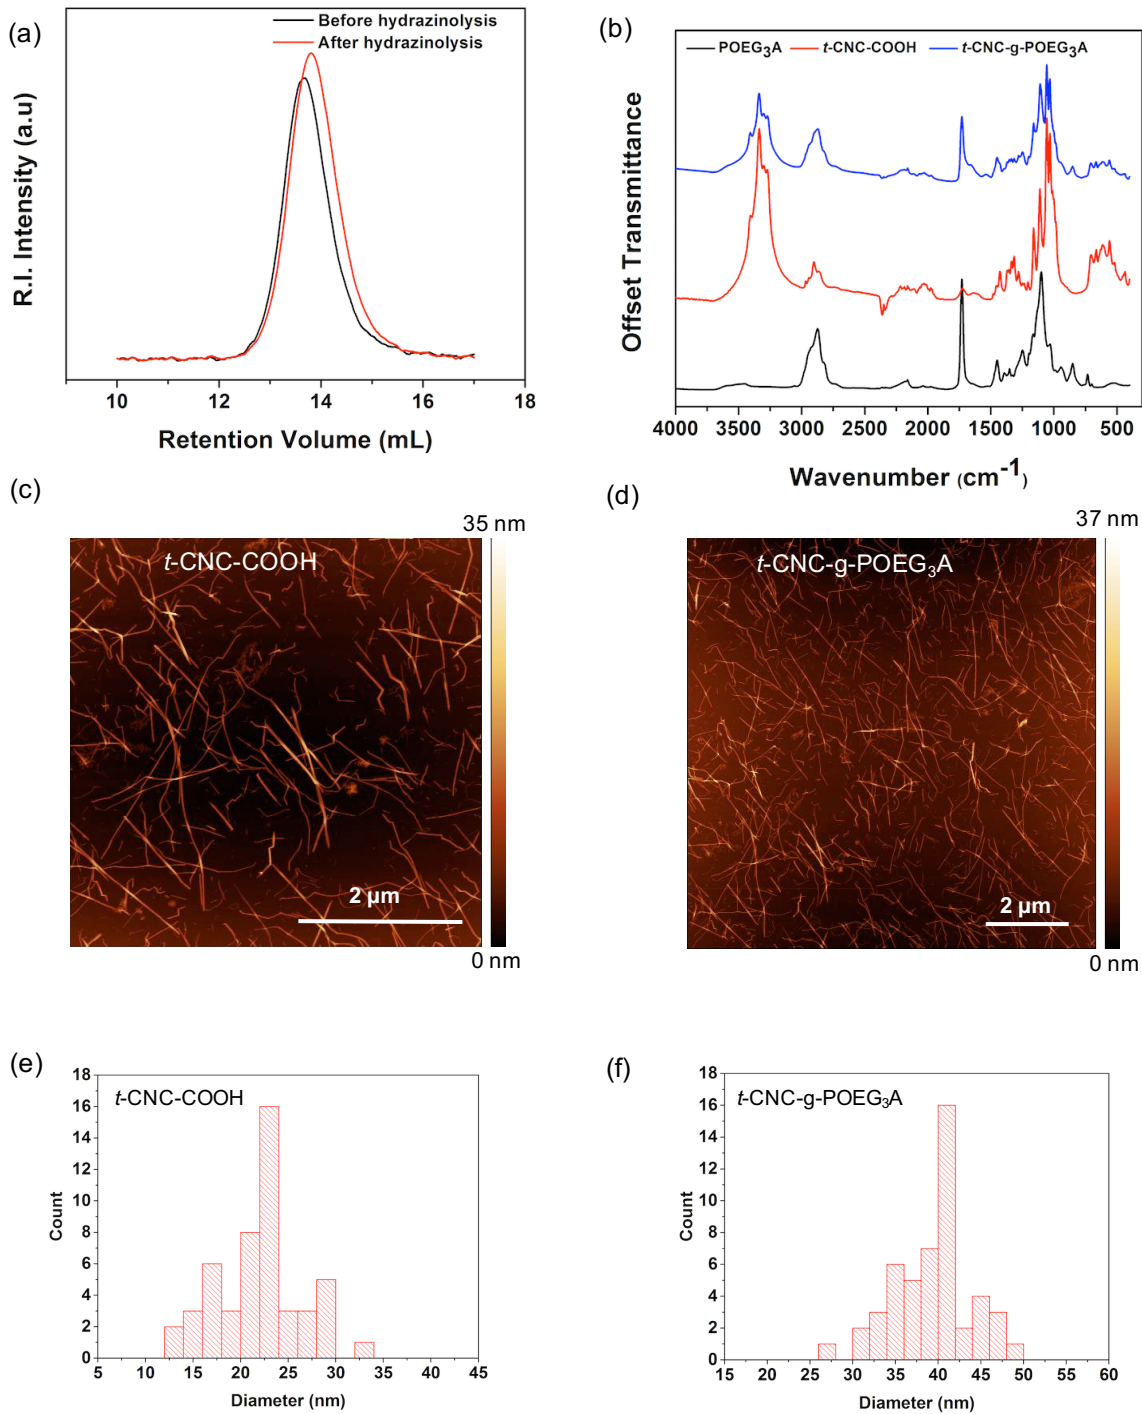 (a)
Before hydrazinolysis
After hydrazinolysis
R.I. Intensity (a.u)
10 12 14 16 18
Retention Volume (mL)
(b)
POEG₃A t-CNC-COOH t-CNC-g-POEG₃A
Offset Transmittance
4000 3500 3000 2500 2000 1500 1000 500
Wavenumber (cm⁻¹)
(c)
35 nm
t-CNC-COOH
2 µm
0 nm
(d)
37 nm
t-CNC-g-POEG₃A
2 µm
0 nm
(e)
t-CNC-COOH
Count
18
16
14
12
10
8
6
4
2
0
5 10 15 20 25 30 35 40 45
Diameter (nm)
(f)
t-CNC-g-POEG₃A
Count
18
16
14
12
10
8
6
4
2
0
15 20 25 30 35 40 45 50 55 60
Diameter (nm)